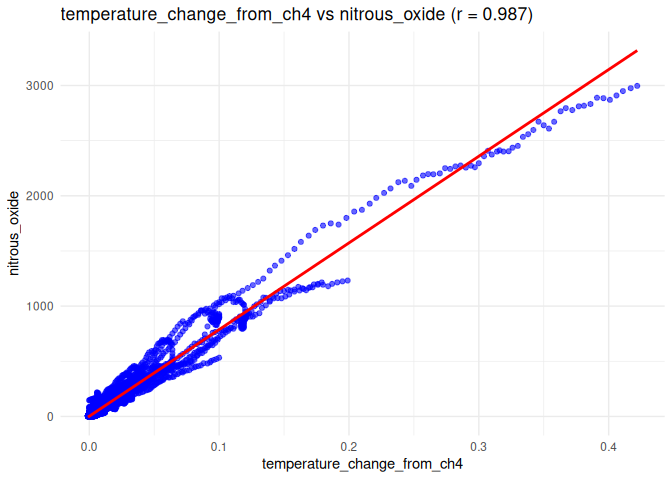 temperature_change_from_ch4 vs nitrous_oxide (r = 0.987)
3000
2000
1000
0
nitrous_oxide
0.0 0.1 0.2 0.3 0.4
temperature_change_from_ch4